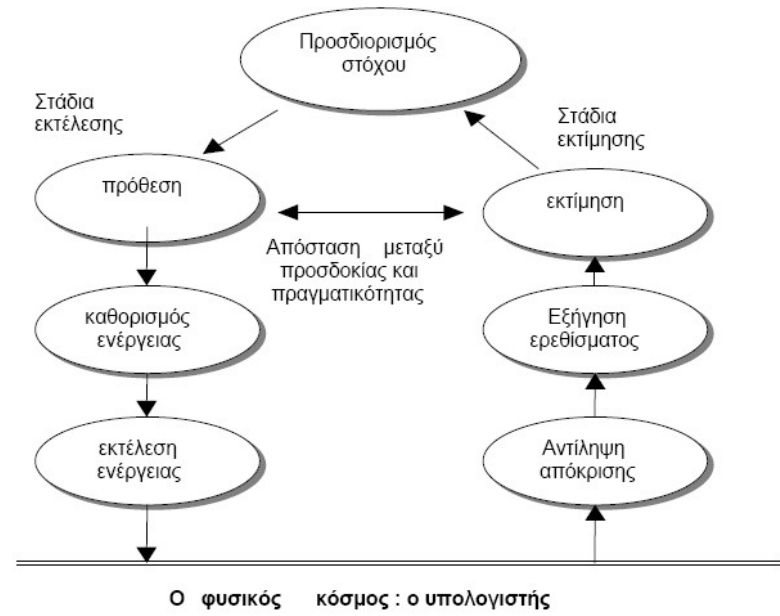 Προσδιορισμός
στόχου
Στάδια
εκτέλεσης
Στάδια
εκτίμησης
πρόθεση
εκτίμηση
Απόσταση μεταξύ
προσδοκίας και
πραγματικότητας
καθορισμός
ενέργειας
Εξήγηση
ερεθίσματος
εκτέλεση
ενέργειας
Αντίληψη
απόκρισης
Ο φυσικός κόσμος : ο υπολογιστής